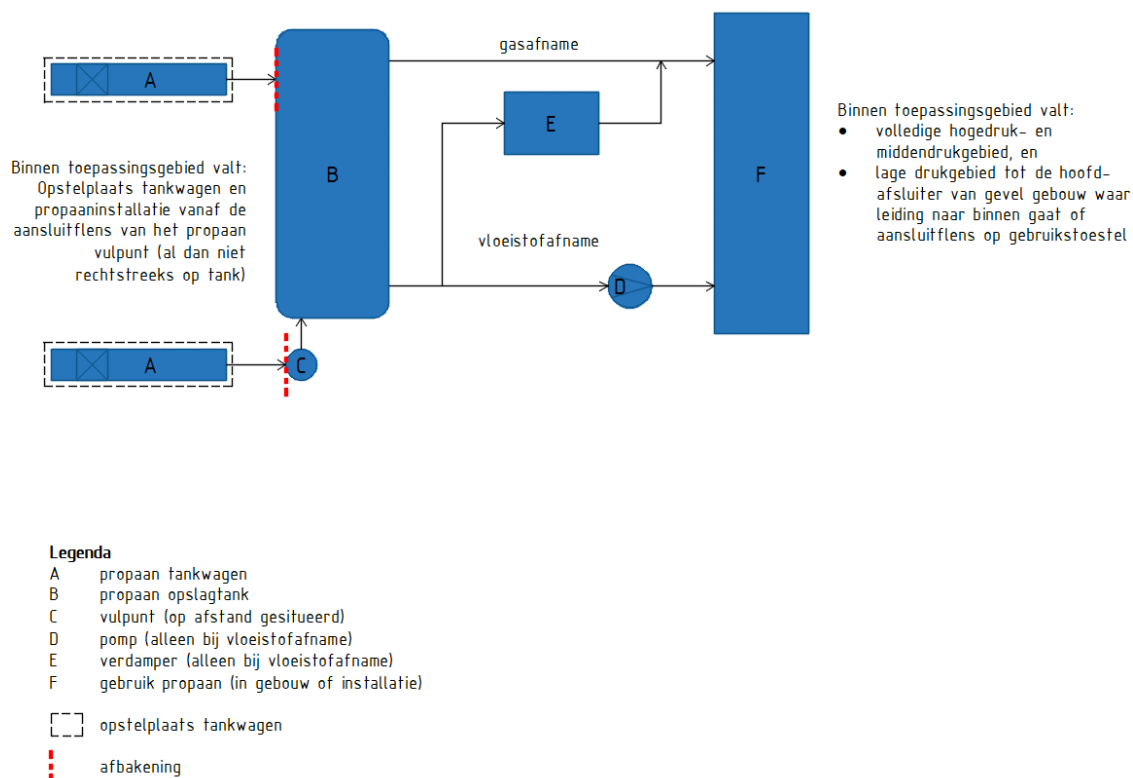 gasafname
A
E
Binnen toepassingsgebied valt:
Opstelplaats tankwagen en
propaaninstallatie vanaf de
aansluitflens van het propaan
vulpunt (al dan niet
rechtstreeks op tank)
B
F
Binnen toepassingsgebied valt:
● volledige hogedruk- en
middendrukgebied, en
● lage drukgebied tot de hoofd-
afsluiter van gevel gebouw waar
leiding naar binnen gaat of
aansluitflens op gebruikstoestel
vloeistofafname
D
A
C
Legenda
A propaan tankwagen
B propaan opslagtank
C vulpunt (op afstand gesitueerd)
D pomp (alleen bij vloeistofafname)
E verdamper (alleen bij vloeistofafname)
F gebruik propaan (in gebouw of installatie)
opstelplaats tankwagen
afbakening